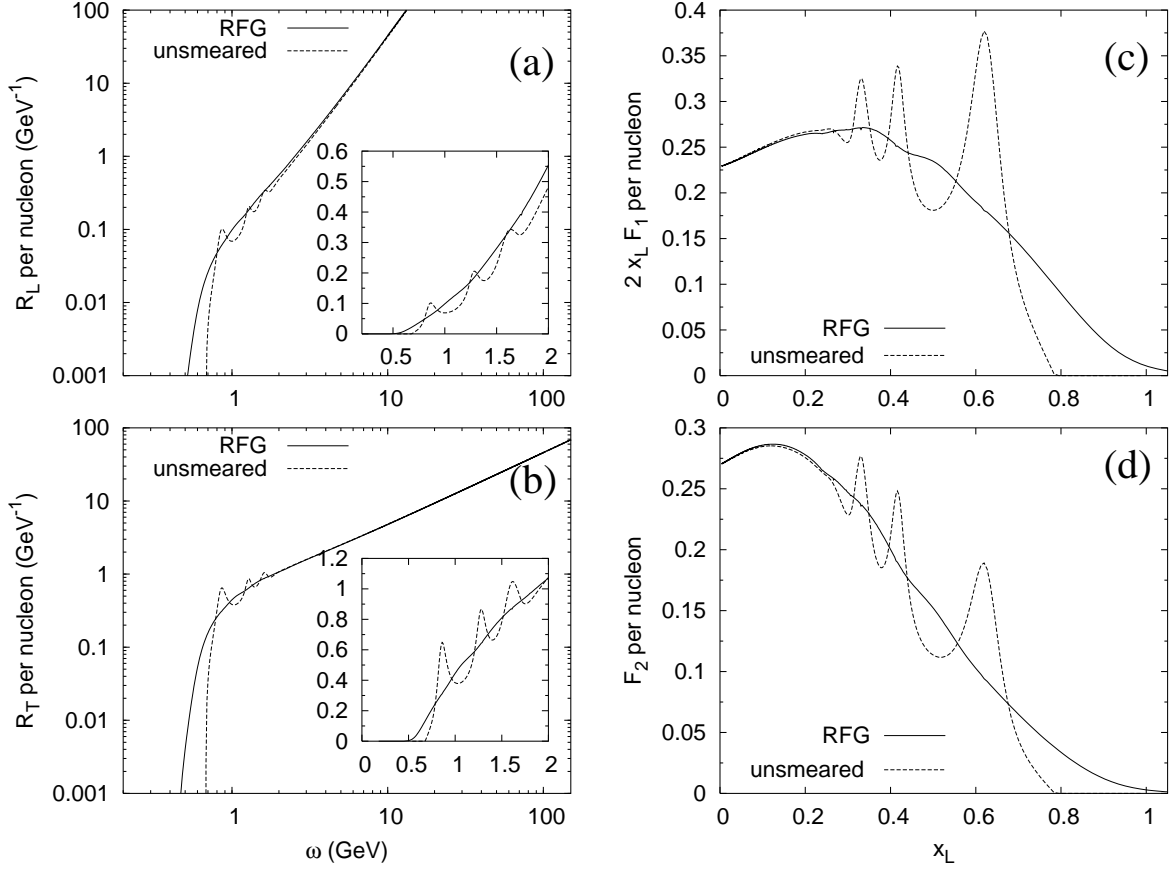 R_L per nucleon (GeV⁻¹)
100
10
1
0.1
0.01
0.001
RFG
unsmeared
(a)
0.6
0.5
0.4
0.3
0.2
0.1
0
0.5 1 1.5 2
1 10 100
2 x_L F_1 per nucleon
0.4
0.35
0.3
0.25
0.2
0.15
0.1
0.05
0
(c)
RFG
unsmeared
0 0.2 0.4 0.6 0.8 1
R_T per nucleon (GeV⁻¹)
100
10
1
0.1
0.01
0.001
RFG
unsmeared
(b)
1.2
1
0.8
0.6
0.4
0.2
0
0 0.5 1 1.5 2
1 10 100
ω (GeV)
F_2 per nucleon
0.3
0.25
0.2
0.15
0.1
0.05
0
(d)
RFG
unsmeared
0 0.2 0.4 0.6 0.8 1
x_L